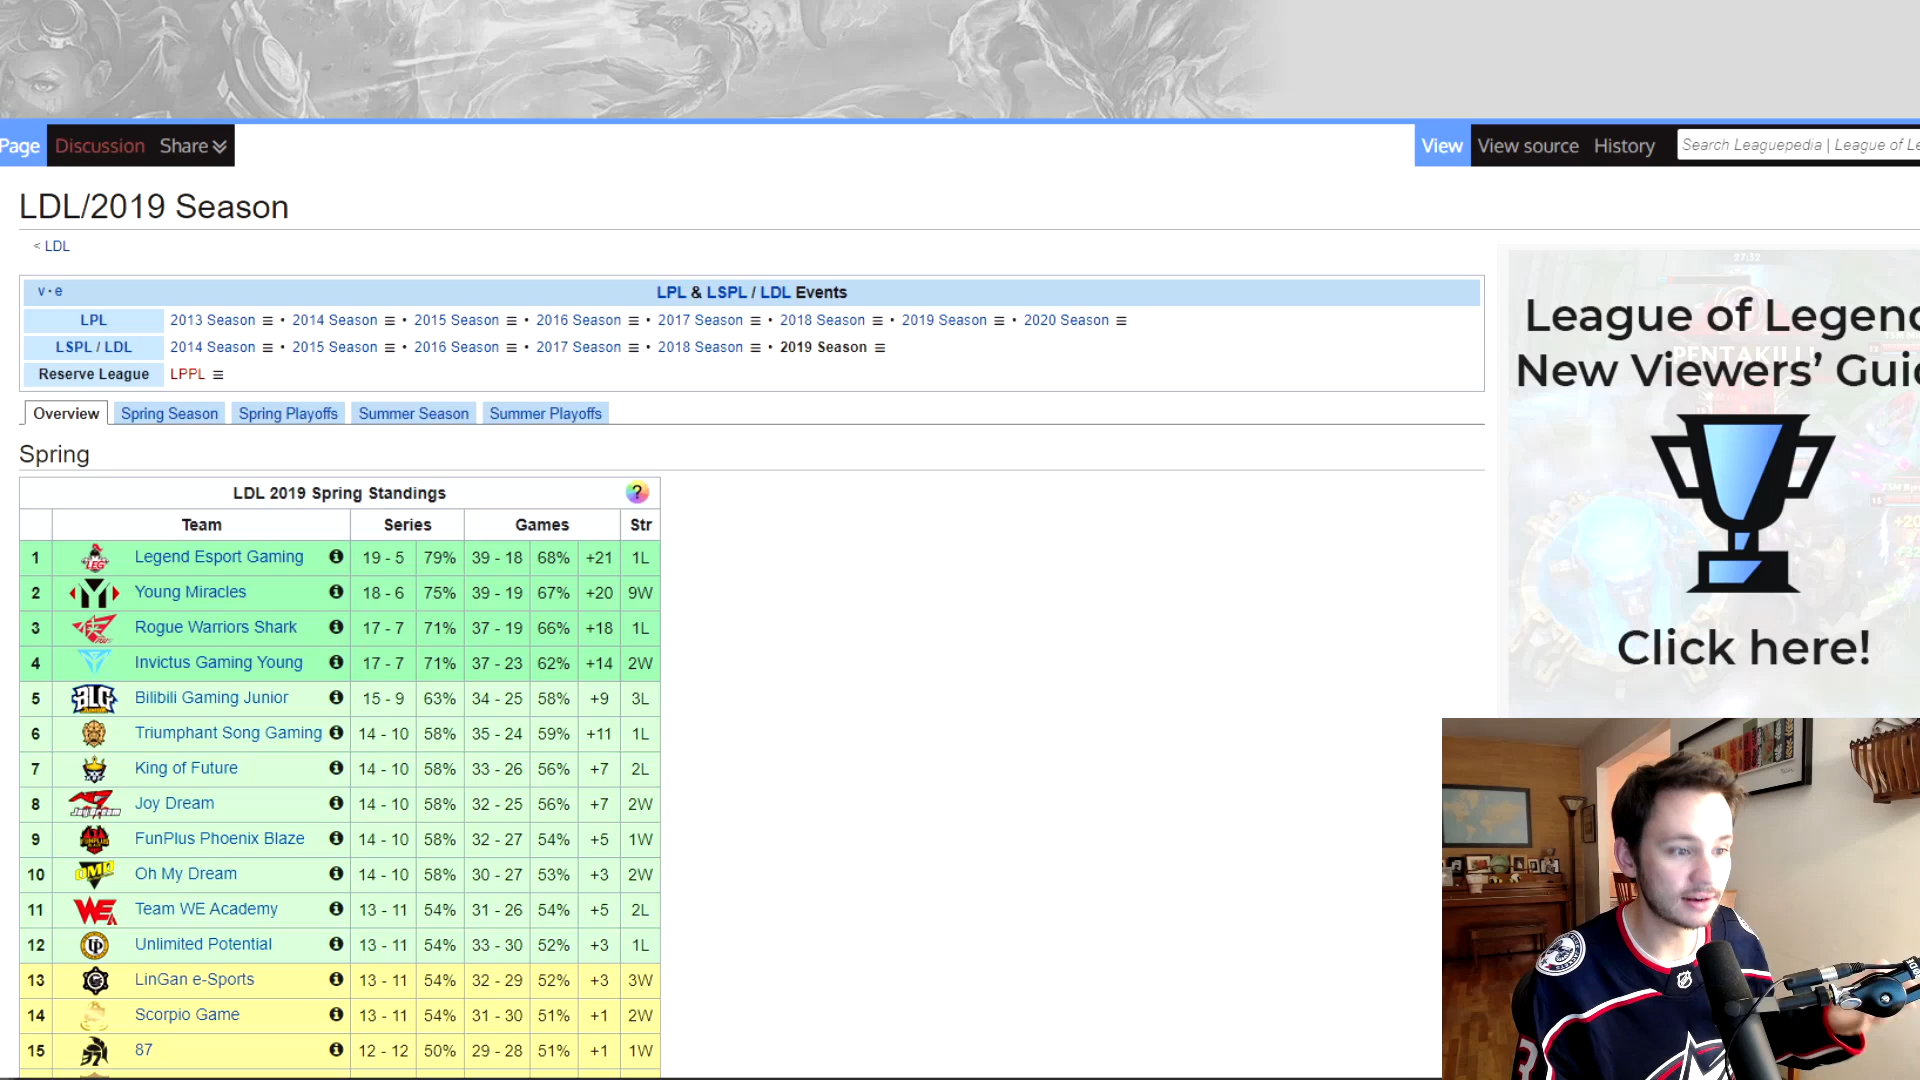 Page Discussion Share View View source History Search Leaguepedia | League of Le
LDL/2019 Season
< LDL
v · e LPL & LSPL / LDL Events
LPL 2013 Season • 2014 Season • 2015 Season • 2016 Season • 2017 Season • 2018 Season • 2019 Season • 2020 Season
LSPL / LDL 2014 Season • 2015 Season • 2016 Season • 2017 Season • 2018 Season • 2019 Season
Reserve League LPPL
Overview Spring Season Spring Playoffs Summer Season Summer Playoffs
Spring
LDL 2019 Spring Standings ?
Team Series Games Str
1 LEG Legend Esport Gaming 19 - 5 79% 39 - 18 68% +21 1L
2 Young Miracles 18 - 6 75% 39 - 19 67% +20 9W
3 Rogue Warriors Shark 17 - 7 71% 37 - 19 66% +18 1L
4 Invictus Gaming Young 17 - 7 71% 37 - 23 62% +14 2W
5 BLG Bilibili Gaming Junior 15 - 9 63% 34 - 25 58% +9 3L
6 Triumphant Song Gaming 14 - 10 58% 35 - 24 59% +11 1L
7 King of Future 14 - 10 58% 33 - 26 56% +7 2L
8 Joy Dream 14 - 10 58% 32 - 25 56% +7 2W
9 FunPlus Phoenix Blaze 14 - 10 58% 32 - 27 54% +5 1W
10 OMD Oh My Dream 14 - 10 58% 30 - 27 53% +3 2W
11 WE Team WE Academy 13 - 11 54% 31 - 26 54% +5 2L
12 UP Unlimited Potential 13 - 11 54% 33 - 30 52% +3 1L
13 LinGan e-Sports 13 - 11 54% 32 - 29 52% +3 3W
14 Scorpio Game 13 - 11 54% 31 - 30 51% +1 2W
15 87 87 12 - 12 50% 29 - 28 51% +1 1W
27:32
League of Legend
New Viewers' Guid
PENTAKILL!
Click here!